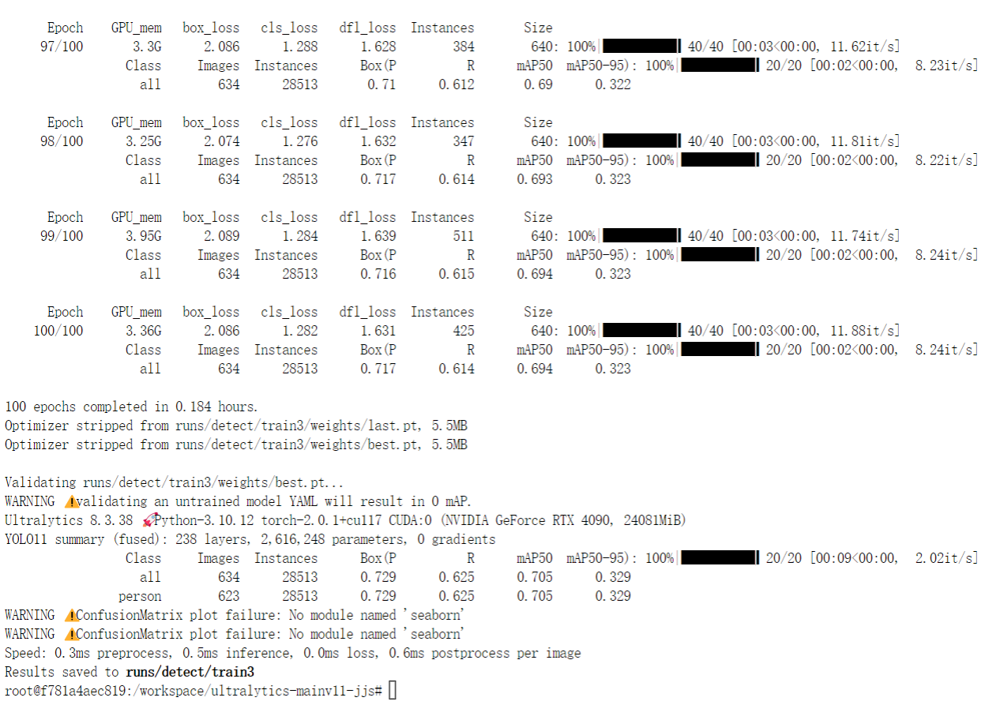 Epoch GPU_mem box_loss cls_loss dfl_loss Instances Size
97/100 3.3G 2.086 1.288 1.628 384 640: 100%|██████████| 40/40 [00:03<00:00, 11.62it/s]
Class Images Instances Box(P R mAP50 mAP50-95): 100%|██████████| 20/20 [00:02<00:00, 8.23it/s]
all 634 28513 0.71 0.612 0.69 0.322
Epoch GPU_mem box_loss cls_loss dfl_loss Instances Size
98/100 3.25G 2.074 1.276 1.632 347 640: 100%|██████████| 40/40 [00:03<00:00, 11.81it/s]
Class Images Instances Box(P R mAP50 mAP50-95): 100%|██████████| 20/20 [00:02<00:00, 8.22it/s]
all 634 28513 0.717 0.614 0.693 0.323
Epoch GPU_mem box_loss cls_loss dfl_loss Instances Size
99/100 3.95G 2.089 1.284 1.639 511 640: 100%|██████████| 40/40 [00:03<00:00, 11.74it/s]
Class Images Instances Box(P R mAP50 mAP50-95): 100%|██████████| 20/20 [00:02<00:00, 8.24it/s]
all 634 28513 0.716 0.615 0.694 0.323
Epoch GPU_mem box_loss cls_loss dfl_loss Instances Size
100/100 3.36G 2.086 1.282 1.631 425 640: 100%|██████████| 40/40 [00:03<00:00, 11.88it/s]
Class Images Instances Box(P R mAP50 mAP50-95): 100%|██████████| 20/20 [00:02<00:00, 8.24it/s]
all 634 28513 0.717 0.614 0.694 0.323
100 epochs completed in 0.184 hours.
Optimizer stripped from runs/detect/train3/weights/last.pt, 5.5MB
Optimizer stripped from runs/detect/train3/weights/best.pt, 5.5MB
Validating runs/detect/train3/weights/best.pt...
WARNING ⚠️validating an untrained model YAML will result in 0 mAP.
Ultralytics 8.3.38 🚀Python-3.10.12 torch-2.0.1+cu117 CUDA:0 (NVIDIA GeForce RTX 4090, 24081MiB)
YOLO11 summary (fused): 238 layers, 2,616,248 parameters, 0 gradients
Class Images Instances Box(P R mAP50 mAP50-95): 100%|██████████| 20/20 [00:09<00:00, 2.02it/s]
all 634 28513 0.729 0.625 0.705 0.329
person 623 28513 0.729 0.625 0.705 0.329
WARNING ⚠️ConfusionMatrix plot failure: No module named 'seaborn'
WARNING ⚠️ConfusionMatrix plot failure: No module named 'seaborn'
Speed: 0.3ms preprocess, 0.5ms inference, 0.0ms loss, 0.6ms postprocess per image
Results saved to runs/detect/train3
root@f781a4aec819:/workspace/ultralytics-mainv11-jjs#